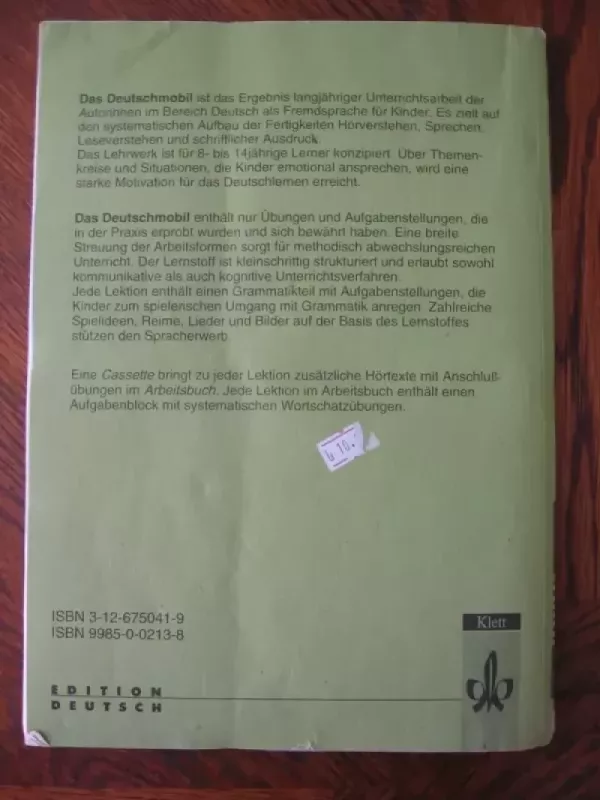 Das Deutschmobil ist das Ergebnis langjähriger Unterrichtsarbeit der
Autorinnen im Bereich Deutsch als Fremdsprache für Kinder. Es zielt auf
den systematischen Aufbau der Fertigkeiten Hörverstehen, Sprechen,
Leseverstehen und schriftlicher Ausdruck.
Das Lehrwerk ist für 8- bis 14jährige Lerner konzipiert. Über Themen-
kreise und Situationen, die Kinder emotional ansprechen, wird eine
starke Motivation für das Deutschlernen erreicht.
Das Deutschmobil enthält nur Übungen und Aufgabenstellungen, die
in der Praxis erprobt wurden und sich bewährt haben. Eine breite
Streuung der Arbeitsformen sorgt für methodisch abwechslungsreichen
Unterricht. Der Lernstoff ist kleinschrittig strukturiert und erlaubt sowohl
kommunikative als auch kognitive Unterrichtsverfahren.
Jede Lektion enthält einen Grammatikteil mit Aufgabenstellungen, die
Kinder zum spielerischen Umgang mit Grammatik anregen. Zahlreiche
Spielideen, Reime, Lieder und Bilder auf der Basis des Lernstoffes
stützen den Spracherwerb.
Eine Cassette bringt zu jeder Lektion zusätzliche Hörtexte mit Anschluß-
übungen im Arbeitsbuch. Jede Lektion im Arbeitsbuch enthält einen
Aufgabenblock mit systematischen Wortschatzübungen.
ISBN 3-12-675041-9
ISBN 9985-0-0213-8
Klett
EDITION
DEUTSCH